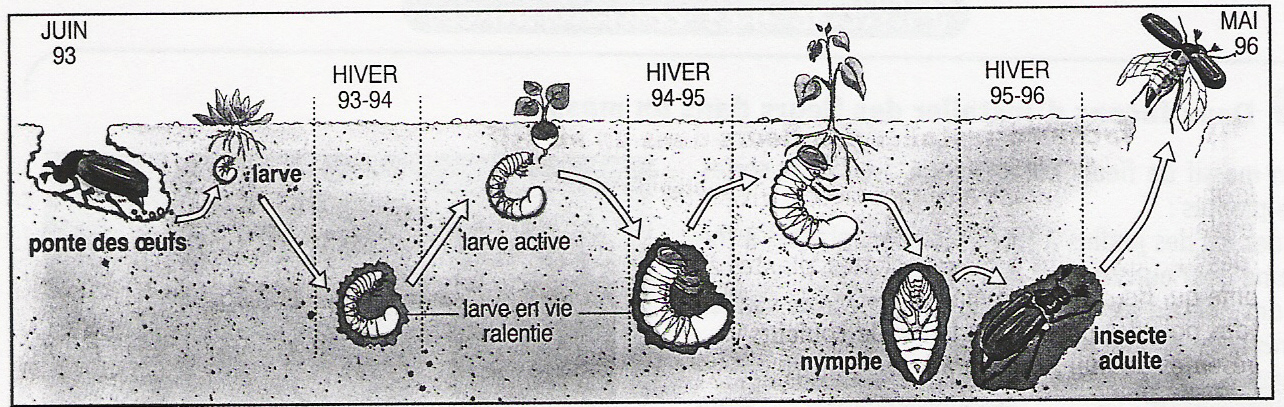 JUIN
93
HIVER
93-94
HIVER
94-95
HIVER
95-96
MAI
96
larve
ponte des œufs
larve active
larve en vie
ralentie
nymphe
insecte
adulte